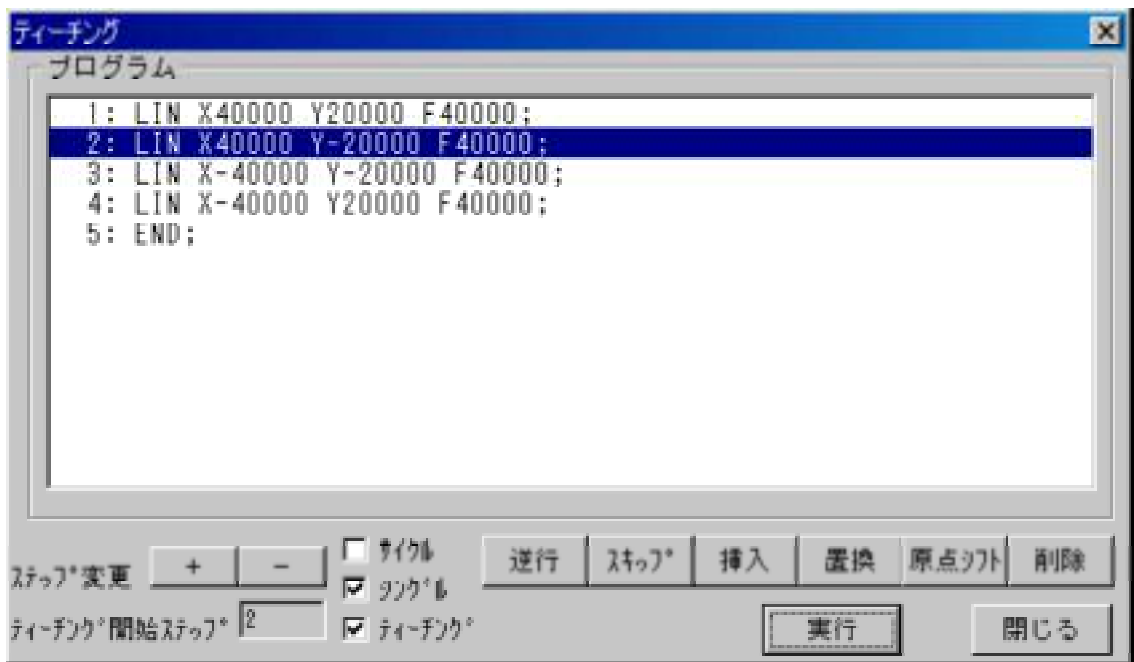 ティーチング
プログラム
1: LIN X40000 Y20000 F40000;
2: LIN X40000 Y-20000 F40000;
3: LIN X-40000 Y-20000 F40000;
4: LIN X-40000 Y20000 F40000;
5: END;
ｽﾃｯﾌﾟ変更 + - ｻｲｸﾙ 逆行 ｽｷｯﾌﾟ 挿入 置換 原点ｼﾌﾄ 削除
ｼﾝｸﾞﾙ
ﾃｨｰﾁﾝｸﾞ開始ｽﾃｯﾌﾟ 2 ﾃｨｰﾁﾝｸﾞ 実行 閉じる